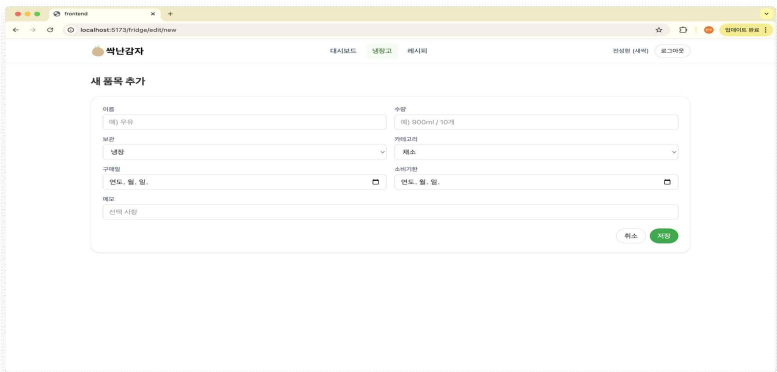 frontend
localhost:5173/fridge/edit/new
업데이트 완료
싹난감자
대시보드 냉장고 레시피
전성현 (새싹) 로그아웃
새 품목 추가
이름 수량
예) 우유 예) 900ml / 10개
보관 카테고리
냉장 채소
구매일 소비기한
연도. 월. 일. 연도. 월. 일.
메모
선택 사항
취소 저장